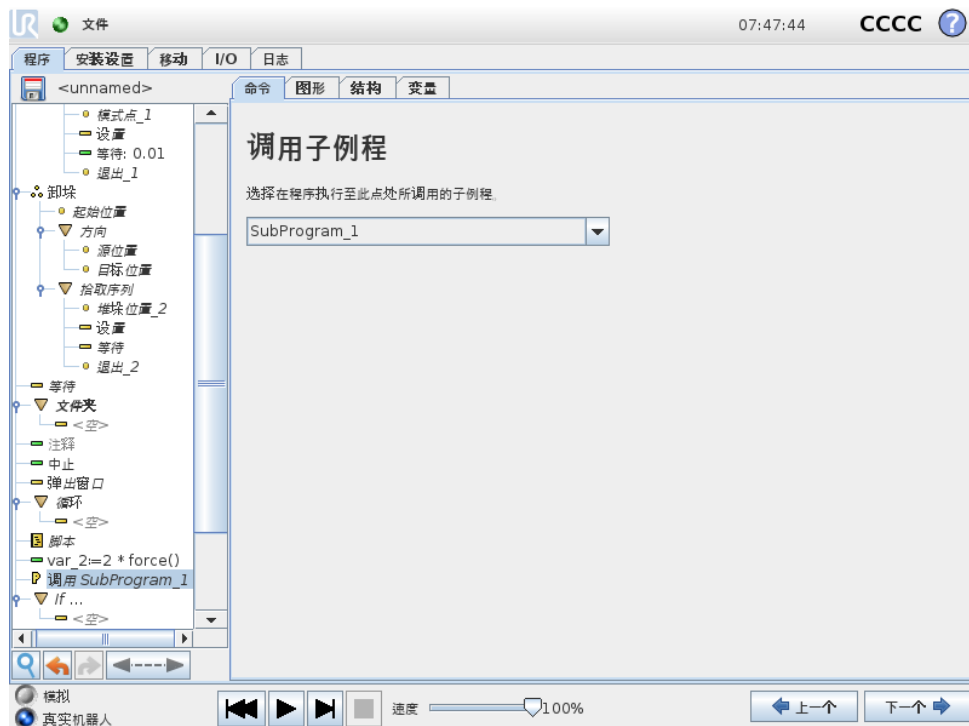 UR 文件 07:47:44 CCCC ?
程序 安装设置 移动 I/O 日志
<unnamed> 命令 图形 结构 变量
模式点_1
设置
等待: 0.01
退出_1
卸垛
起始位置
方向
源位置
目标位置
拾取序列
堆垛位置_2
设置
等待
退出_2
等待
文件夹
<空>
注释
中止
弹出窗口
循环
<空>
脚本
var_2:=2 * force()
调用 SubProgram_1
If ...
<空>
调用子例程
选择在程序执行至此点处所调用的子例程。
SubProgram_1
模拟
真实机器人
速度 100%
上一个 下一个